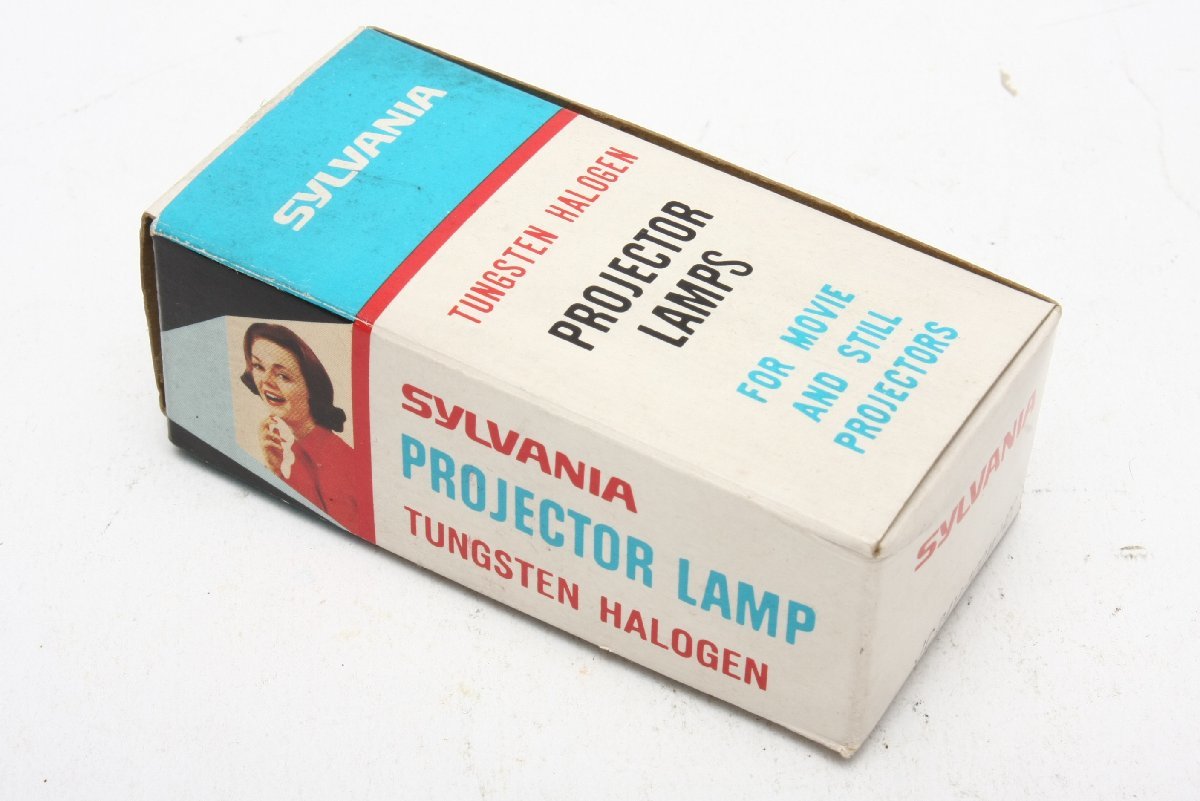 SYLVANIA
TUNGSTEN HALOGEN
PROJECTOR
LAMPS
FOR MOVIE
AND STILL
PROJECTORS
SYLVANIA
PROJECTOR LAMP
TUNGSTEN HALOGEN
SYLVANIA